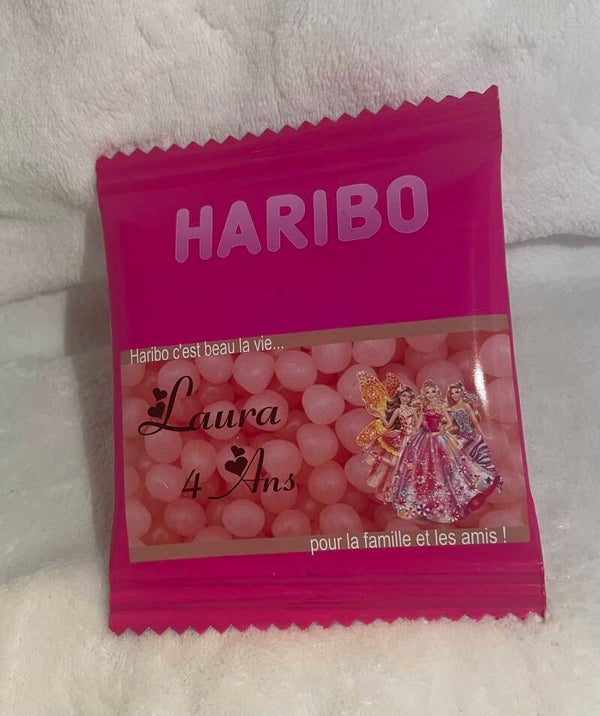 HARIBO
Haribo c'est beau la vie...
Laura
4 Ans
pour la famille et les amis !